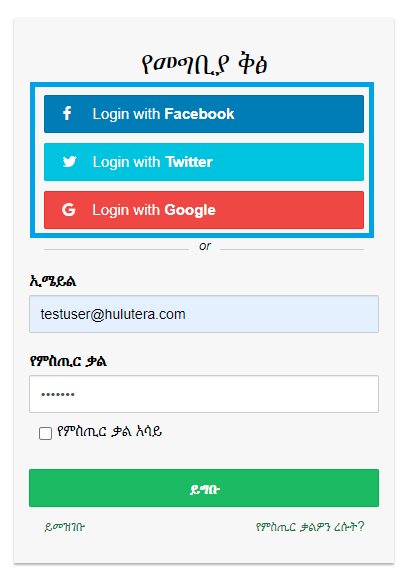 የመግቢያ ቅፅ
Login with Facebook
Login with Twitter
Login with Google
or
ኢሜይል
testuser@hulutera.com
የምስጢር ቃል
•••••••
የምስጢር ቃል አሳይ
ይግቡ
ይመዝገቡ
የምስጢር ቃልዎን ረሱት?